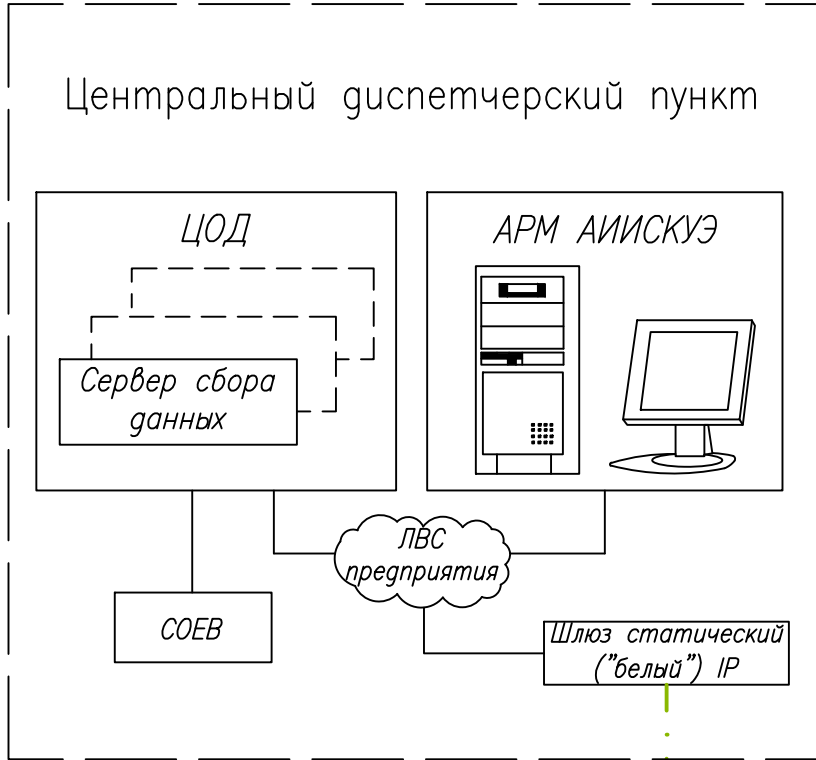 Центральный диспетчерский пункт
ЦОД
АРМ АИИСКУЭ
Сервер сбора
данных
ЛВС
предприятия
СОЕВ
Шлюз статический
("белый") IP